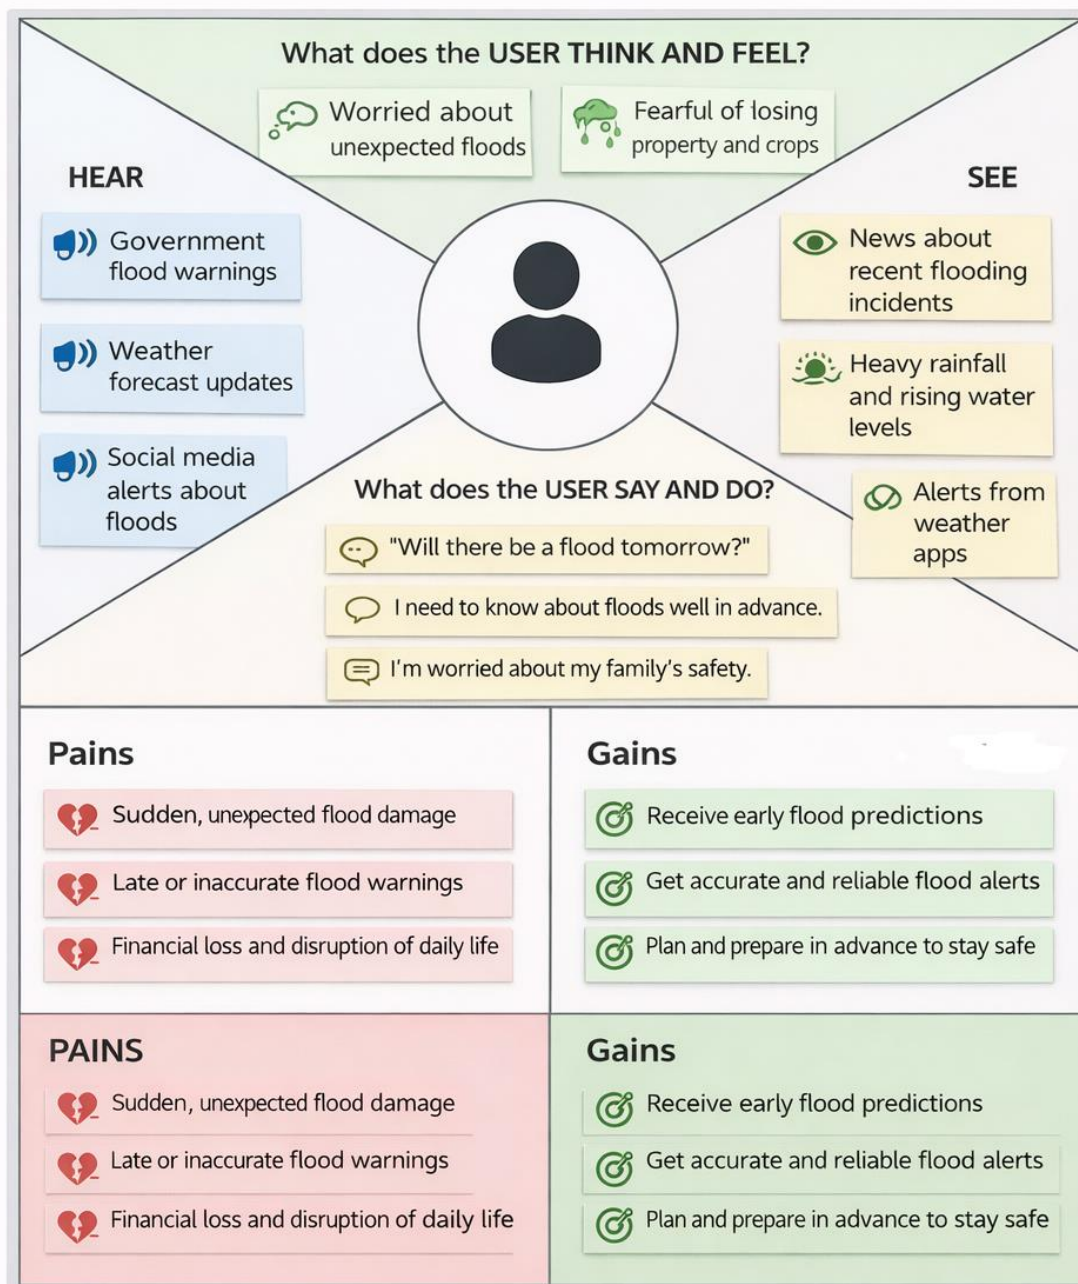 What does the USER THINK AND FEEL?
Worried about
unexpected floods
Fearful of losing
property and crops
HEAR
Government
flood warnings
Weather
forecast updates
Social media
alerts about
floods
SEE
News about
recent flooding
incidents
Heavy rainfall
and rising water
levels
Alerts from
weather
apps
What does the USER SAY AND DO?
"Will there be a flood tomorrow?"
I need to know about floods well in advance.
I'm worried about my family's safety.
Pains
Sudden, unexpected flood damage
Late or inaccurate flood warnings
Financial loss and disruption of daily life
Gains
Receive early flood predictions
Get accurate and reliable flood alerts
Plan and prepare in advance to stay safe
PAINS
Sudden, unexpected flood damage
Late or inaccurate flood warnings
Financial loss and disruption of daily life
Gains
Receive early flood predictions
Get accurate and reliable flood alerts
Plan and prepare in advance to stay safe